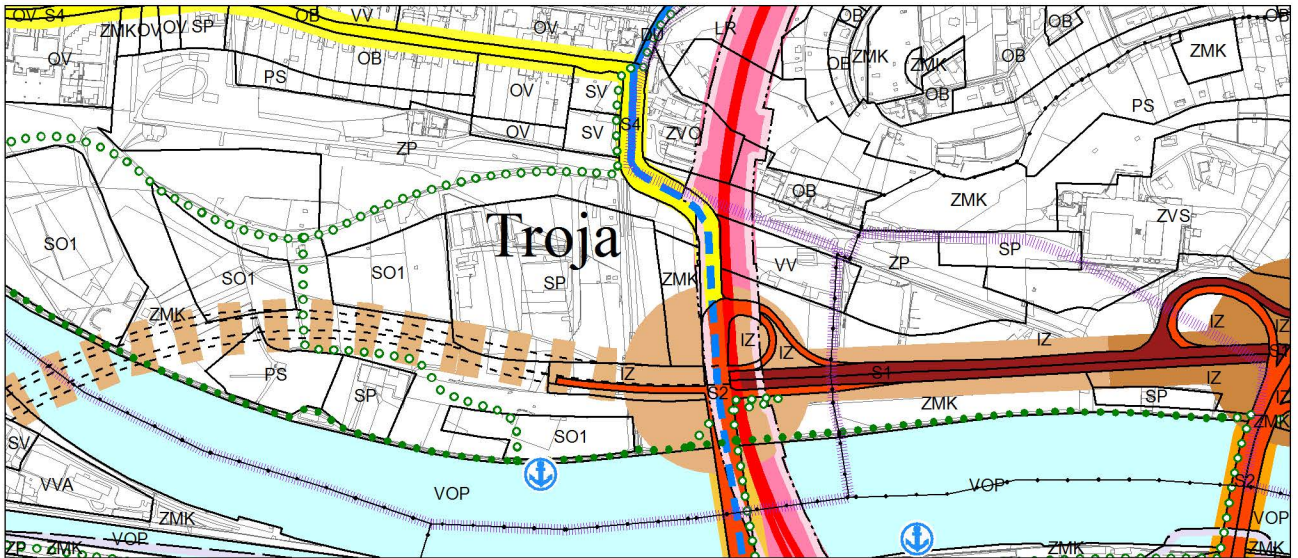 OV S4 OB VV OV DU LR OB OB OB
ZMK OV OV SP
OV PS OB OV SV OB ZMK ZMK ZMK
OB
OV SV S4 ZVO PS
ZP
OB ZMK
ZVS
Troja
SO1 SO1 SO1 SP ZMK VV ZP SP
ZMK IZ IZ
IZ IZ IZ
PS IZ S1
SP S2 ZMK SP IZ
ZMK
SO1
SV
VVA VOP VOP S2
ZMK
VOP
ZP ZMK ZMK ZMK